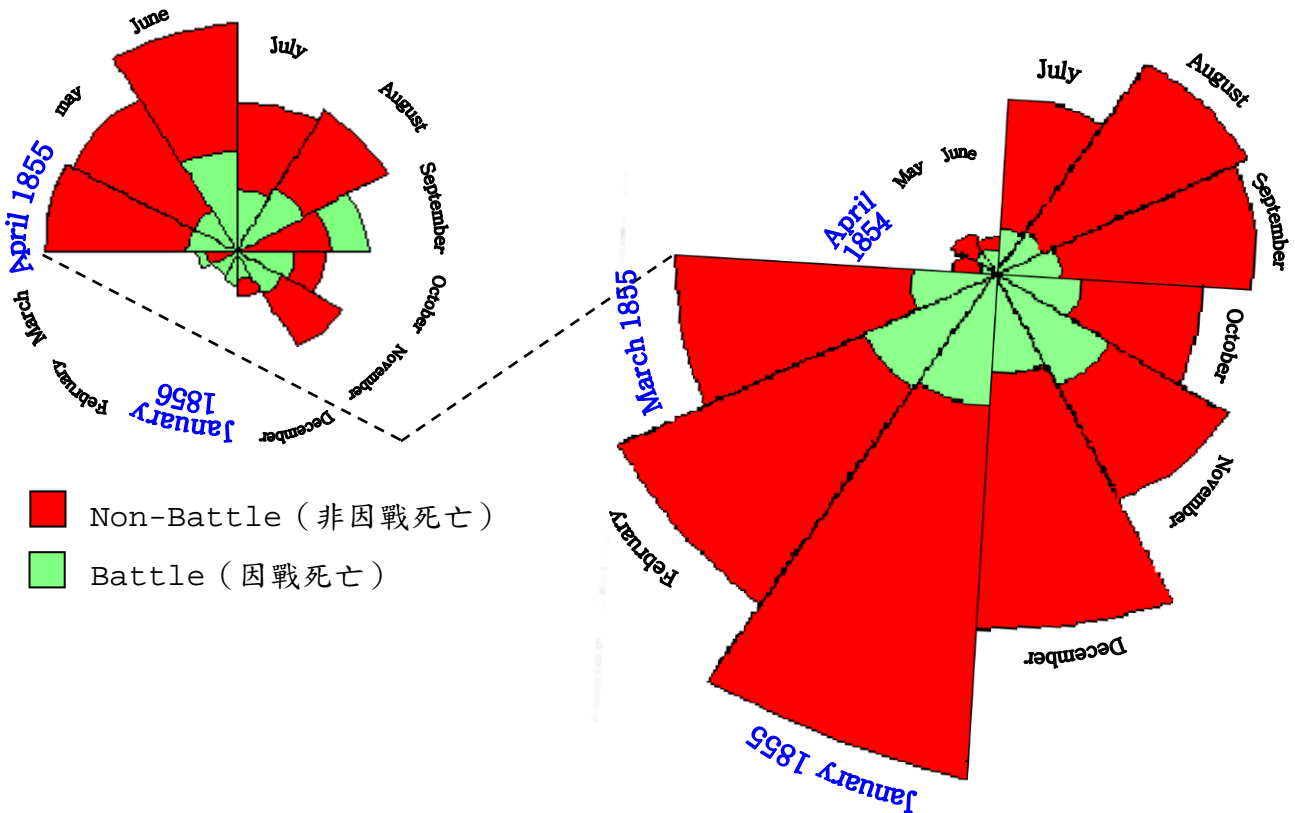 June
July
August
may
April 1855
September
March
October
February
January
1856
December
November
Non-Battle（非因戰死亡）
Battle（因戰死亡）
July
August
June
May
April
1854
September
October
March 1855
November
February
December
January 1855